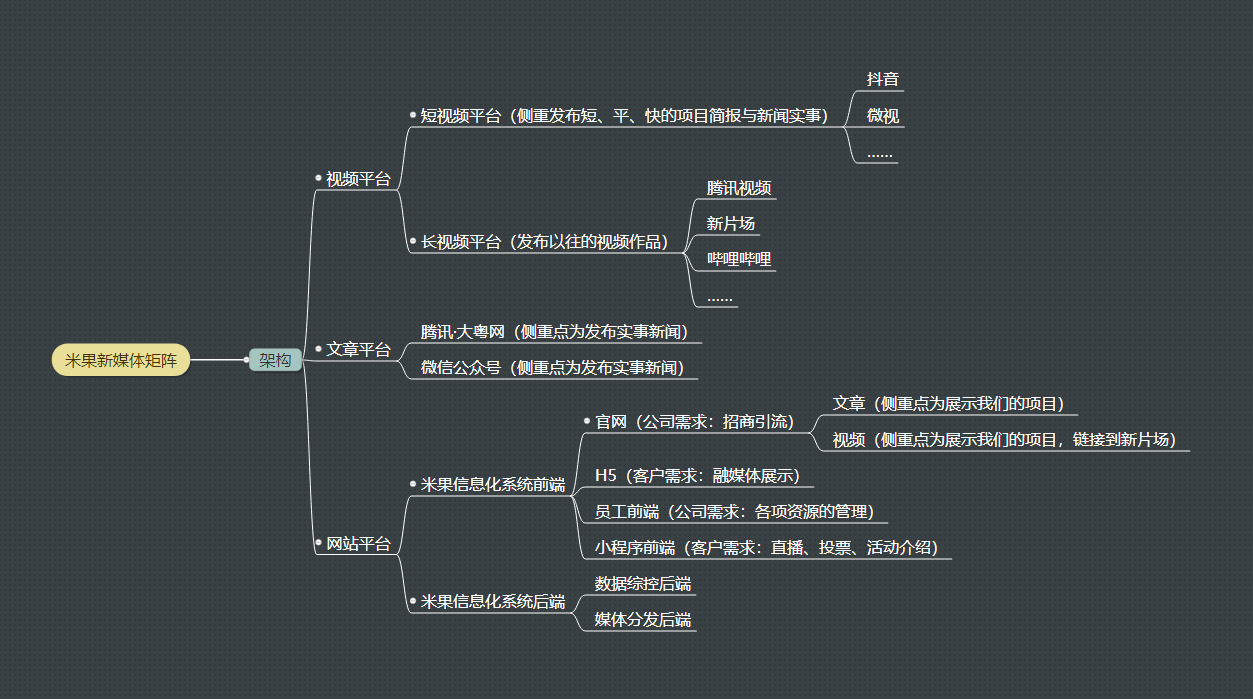 米果新媒体矩阵
架构
视频平台
短视频平台（侧重发布短、平、快的项目简报与新闻实事）
抖音
微视
……
长视频平台（发布以往的视频作品）
腾讯视频
新片场
哔哩哔哩
……
文章平台
腾讯·大粤网（侧重点为发布实事新闻）
微信公众号（侧重点为发布实事新闻）
网站平台
米果信息化系统前端
官网（公司需求：招商引流）
文章（侧重点为展示我们的项目）
视频（侧重点为展示我们的项目，链接到新片场）
H5（客户需求：融媒体展示）
员工前端（公司需求：各项资源的管理）
小程序前端（客户需求：直播、投票、活动介绍）
米果信息化系统后端
数据综控后端
媒体分发后端